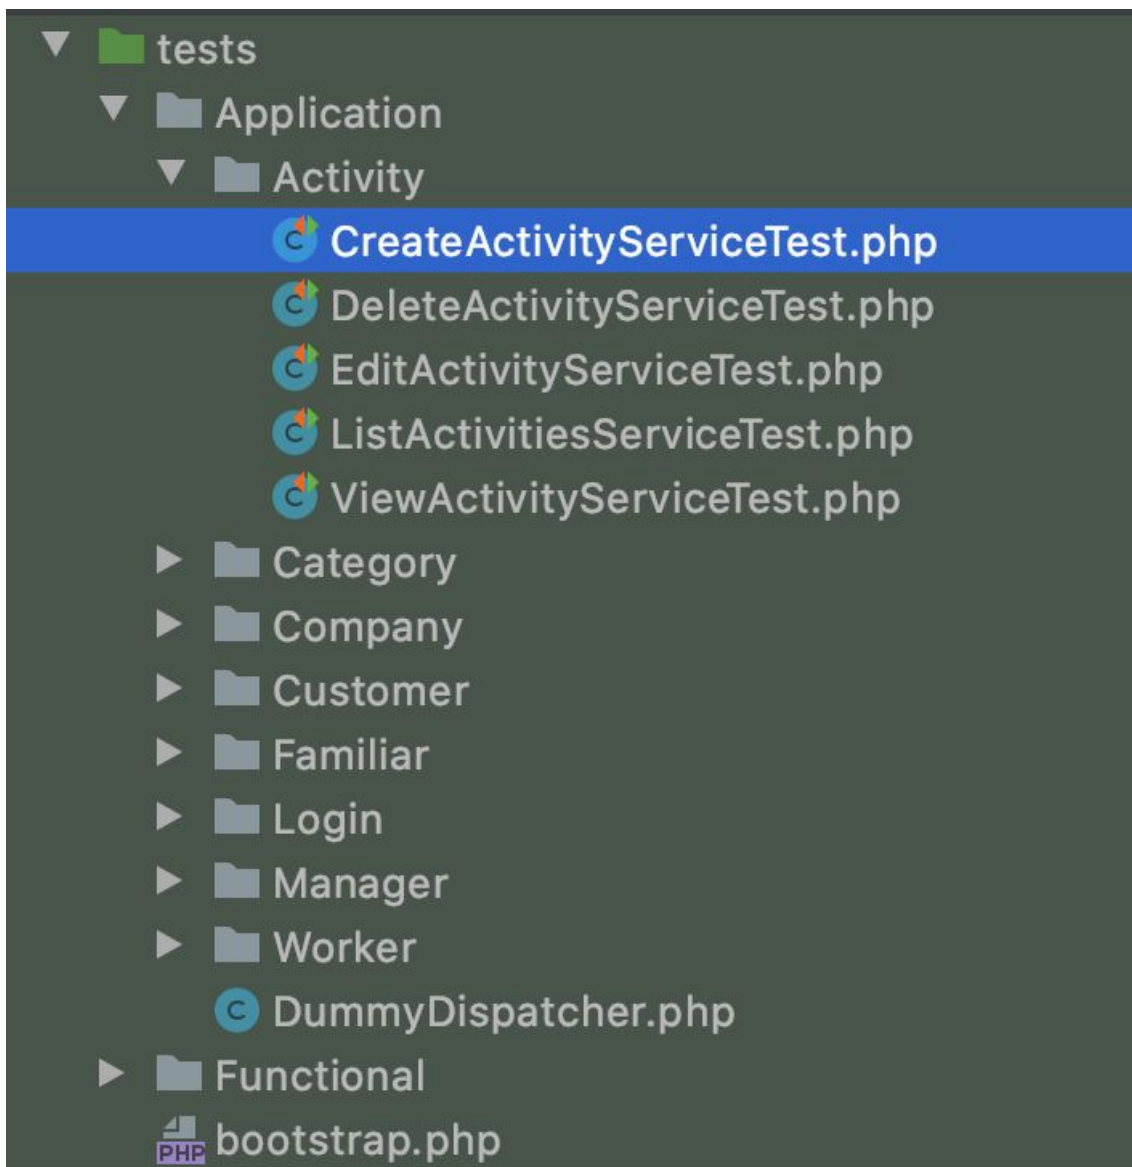 tests
Application
Activity
CreateActivityServiceTest.php
DeleteActivityServiceTest.php
EditActivityServiceTest.php
ListActivitiesServiceTest.php
ViewActivityServiceTest.php
Category
Company
Customer
Familiar
Login
Manager
Worker
DummyDispatcher.php
Functional
bootstrap.php